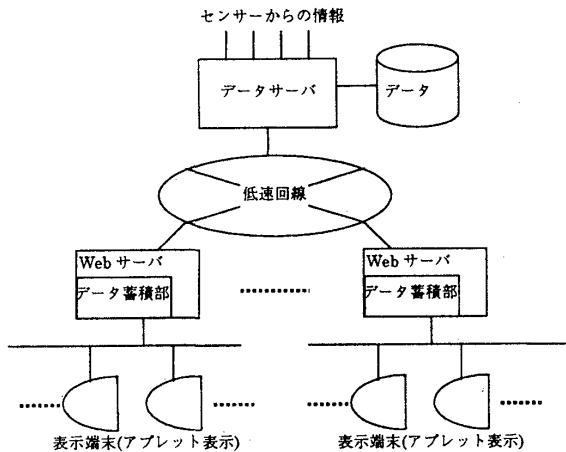 センサーからの情報
データサーバ
データ
低速回線
Webサーバ
データ蓄積部
Webサーバ
データ蓄積部
表示端末(アプレット表示)
表示端末(アプレット表示)